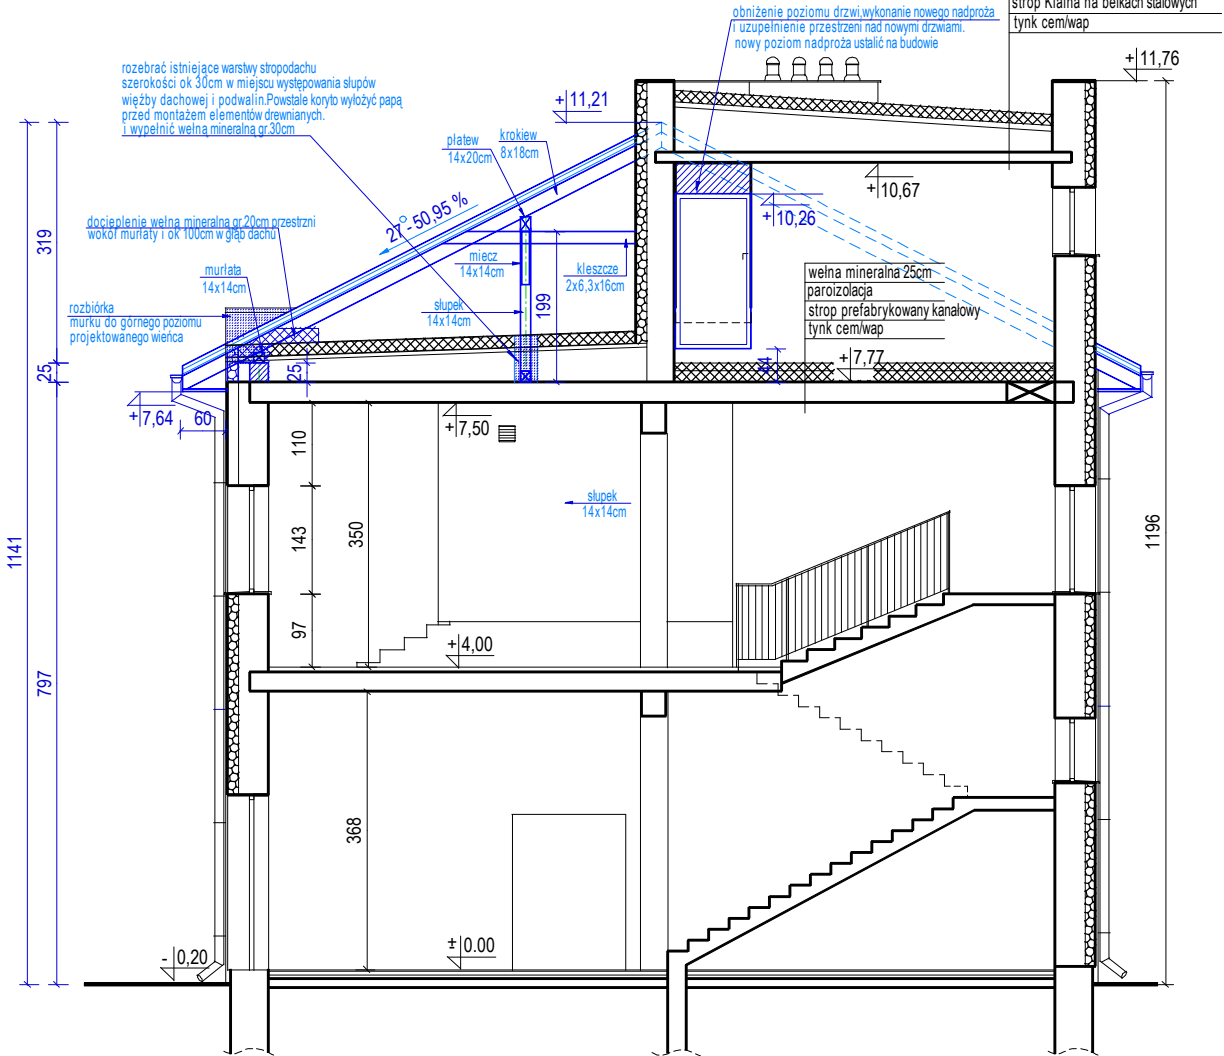 strop Kleina na belkach stalowych
tynk cem/wap
obniżenie poziomu drzwi,wykonanie nowego nadproża
i uzupełnienie przestrzeni nad nowymi drzwiami.
nowy poziom nadproża ustalić na budowie
rozebrać istniejące warstwy stropodachu
szerokości ok 30cm w miejscu występowania słupów
więźby dachowej i podwalin.Powstałe koryto wyłożyć papą
przed montażem elementów drewnianych.
i wypełnić wełną mineralną gr.30cm
+11,76
+11,21
płatew
14x20cm
krokiew
8x18cm
+10,67
27°-50,95 %
+10,26
docieplenie wełną mineralną gr.20cm przestrzni
wokół murłaty i ok 100cm w głąb dachu
319
miecz
14x14cm
kleszcze
2x6,3x16cm
murłata
14x14cm
wełna mineralna 25cm
paroizolacja
strop prefabrykowany kanałowy
tynk cem/wap
199
słupek
14x14cm
rozbiórka
murku do górnego poziomu
projektowanego wieńca
25
25
44
+7,77
+7,64
60
+7,50
110
słupek
14x14cm
143
350
1141
1196
97
+4,00
797
368
-0,20
±0.00